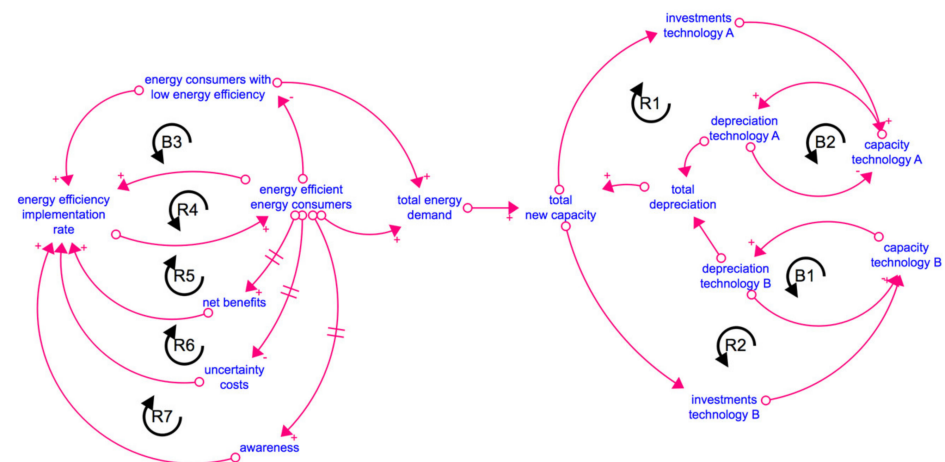 investments
technology A
R1
energy consumers with
low energy efficiency
-
+
+
B3
depreciation
technology A
B2
capacity
technology A
-
+
+
+
energy efficiency
implementation
rate
R4
energy efficient
energy consumers
total energy
demand
+
total
new capacity
+
total
depreciation
+
+
+
+
+
R5
net benefits
+
depreciation
technology B
B1
capacity
technology B
+
R6
uncertainty
costs
-
R2
R7
investments
technology B
awareness
+